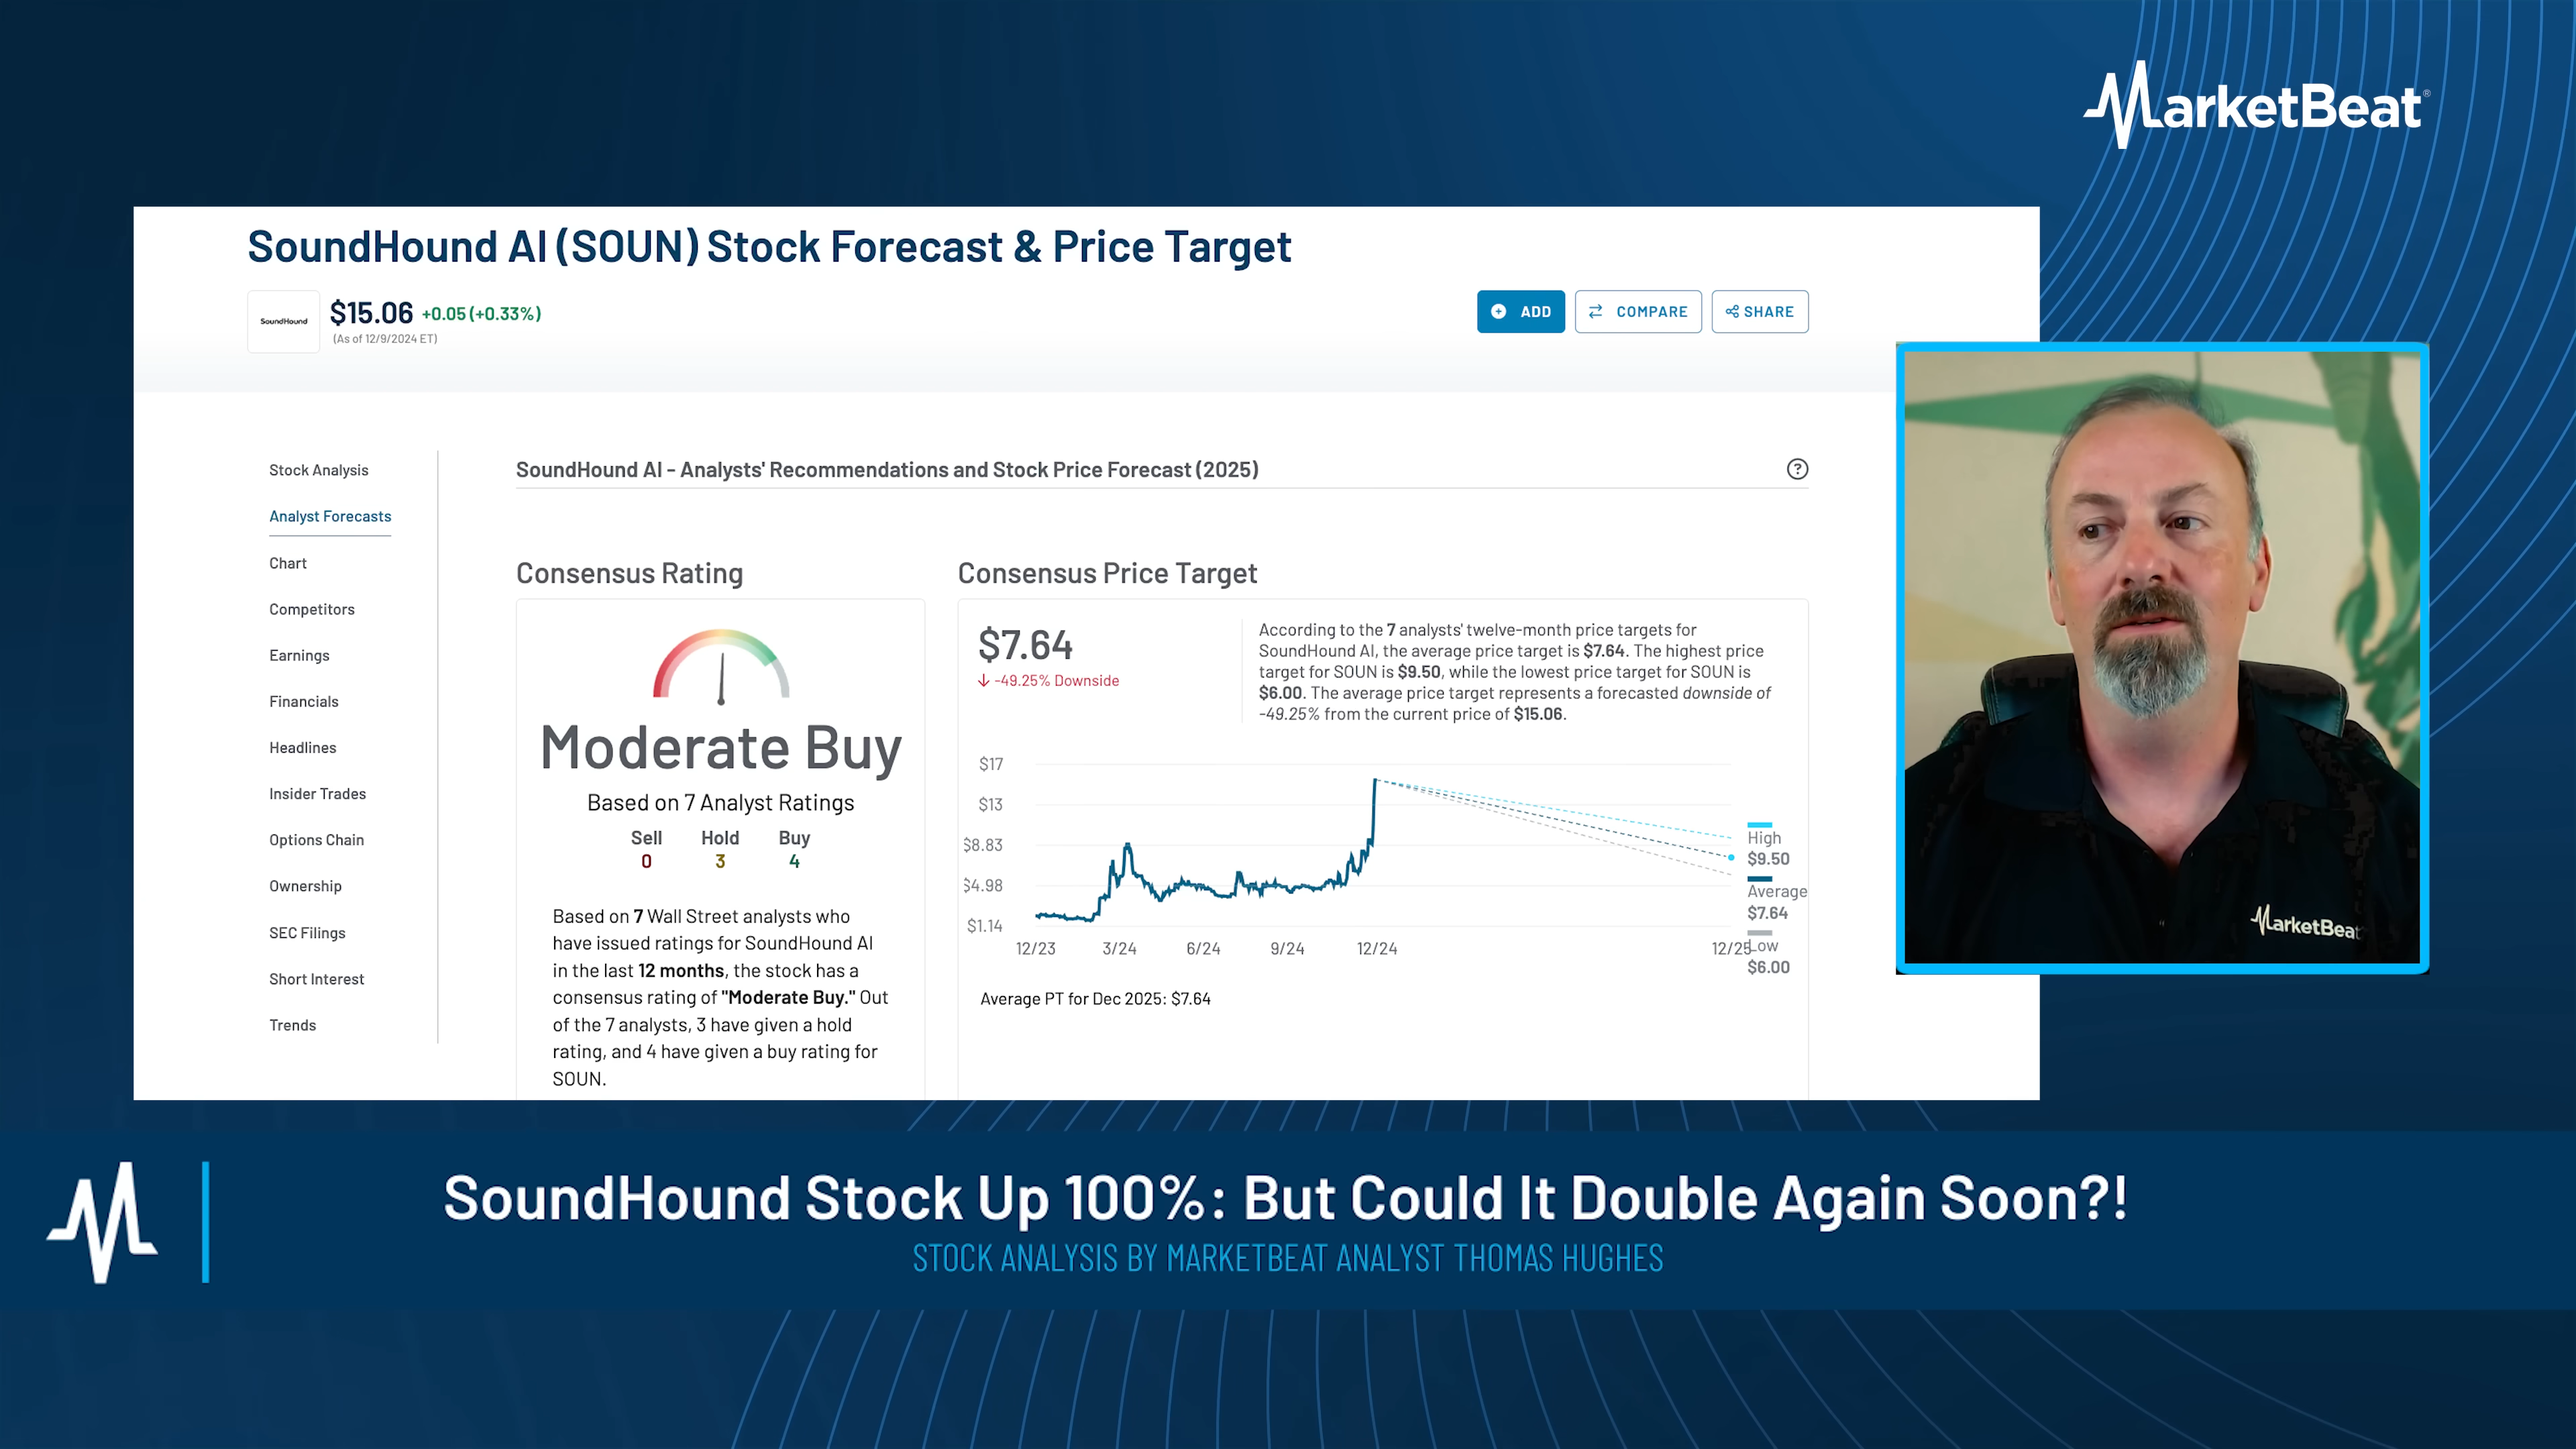 MarketBeat®
SoundHound AI (SOUN) Stock Forecast & Price Target
SoundHound
$15.06 +0.05 (+0.33%)
(As of 12/9/2024 ET)
ADD
COMPARE
SHARE
Stock Analysis
Analyst Forecasts
Chart
Competitors
Earnings
Financials
Headlines
Insider Trades
Options Chain
Ownership
SEC Filings
Short Interest
Trends
SoundHound AI - Analysts' Recommendations and Stock Price Forecast (2025)
?
Consensus Rating
Moderate Buy
Based on 7 Analyst Ratings
Sell Hold Buy
0 3 4
Based on 7 Wall Street analysts who
have issued ratings for SoundHound AI
in the last 12 months, the stock has a
consensus rating of "Moderate Buy." Out
of the 7 analysts, 3 have given a hold
rating, and 4 have given a buy rating for
SOUN.
Consensus Price Target
$7.64
↓ -49.25% Downside
According to the 7 analysts' twelve-month price targets for
SoundHound AI, the average price target is $7.64. The highest price
target for SOUN is $9.50, while the lowest price target for SOUN is
$6.00. The average price target represents a forecasted downside of
-49.25% from the current price of $15.06.
$17
$13
$8.83
$4.98
$1.14
12/23 3/24 6/24 9/24 12/24 12/25
High
$9.50
Average
$7.64
Low
$6.00
Average PT for Dec 2025: $7.64
MarketBeat
SoundHound Stock Up 100%: But Could It Double Again Soon?!
STOCK ANALYSIS BY MARKETBEAT ANALYST THOMAS HUGHES